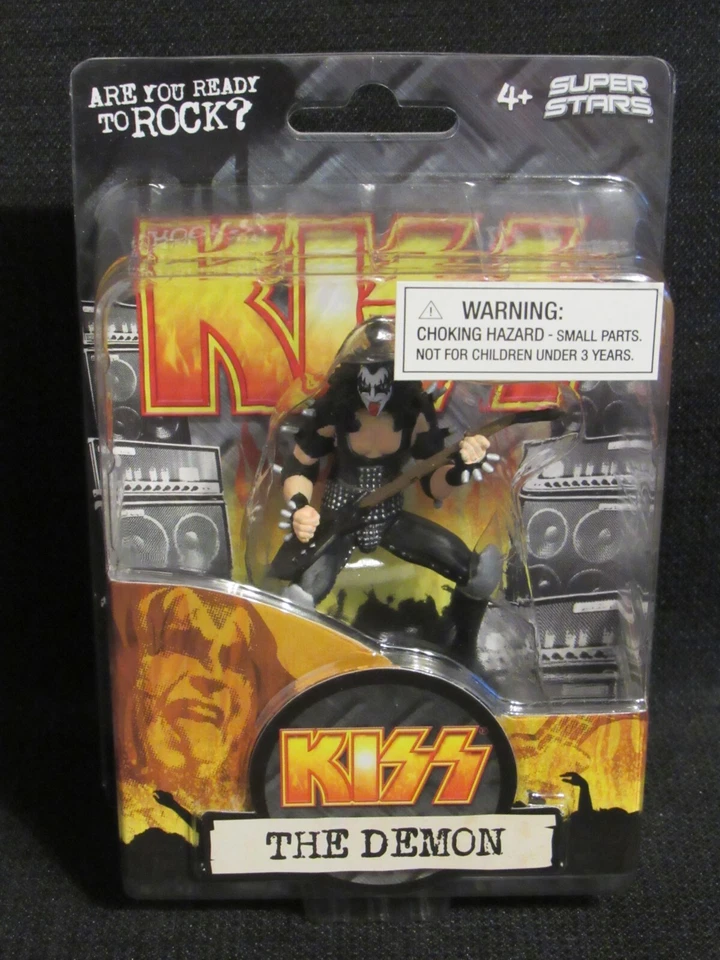 ARE YOU READY
TO ROCK?
4+ SUPER
STARS™
KISS
⚠ WARNING:
CHOKING HAZARD - SMALL PARTS.
NOT FOR CHILDREN UNDER 3 YEARS.
KISS®
THE DEMON